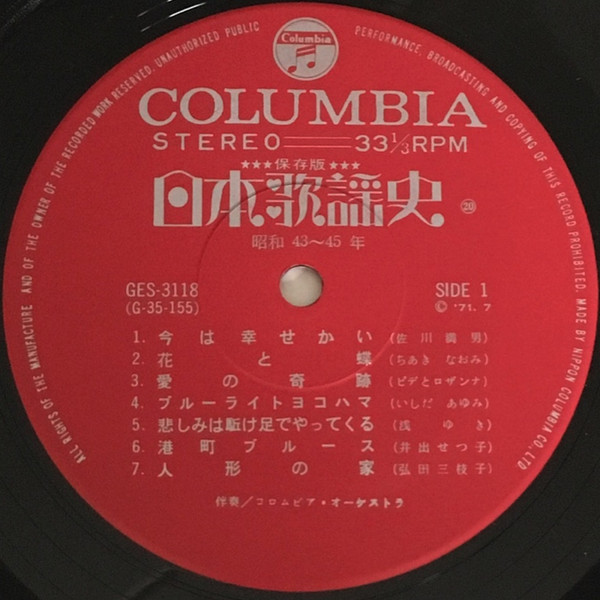 ALL RIGHTS OF THE MANUFACTURE AND OF THE OWNER OF THE RECORDED WORK RESERVED. UNAUTHORIZED PUBLIC PERFORMANCE, BROADCASTING AND COPYING OF THIS RECORD PROHIBITED. MADE BY NIPPON COLUMBIA CO., LTD
Columbia
COLUMBIA
STEREO 33 1/3 RPM
★★★保存版★★★
日本歌謡史 ⑳
昭和 43〜45 年
GES-3118 SIDE 1
(G-35-155) Ⓟ '71. 7
1. 今は幸せかい (佐川満男)
2. 花と蝶 (ちあき なおみ)
3. 愛の奇跡 (ビデとロザンナ)
4. ブルーライトヨコハマ (いしだ あゆみ)
5. 悲しみは駈け足でやってくる (浅 ゆき)
6. 港町ブルース (井出せつ子)
7. 人形の家 (弘田三枝子)
伴奏/コロムビア・オーケストラ